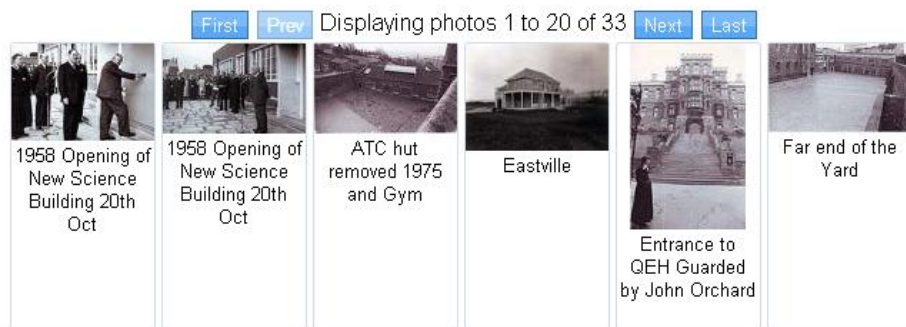 First Prev Displaying photos 1 to 20 of 33 Next Last
1958 Opening of
New Science
Building 20th
Oct
1958 Opening of
New Science
Building 20th
Oct
ATC hut
removed 1975
and Gym
Eastville
Entrance to
QEH Guarded
by John Orchard
Far end of the
Yard